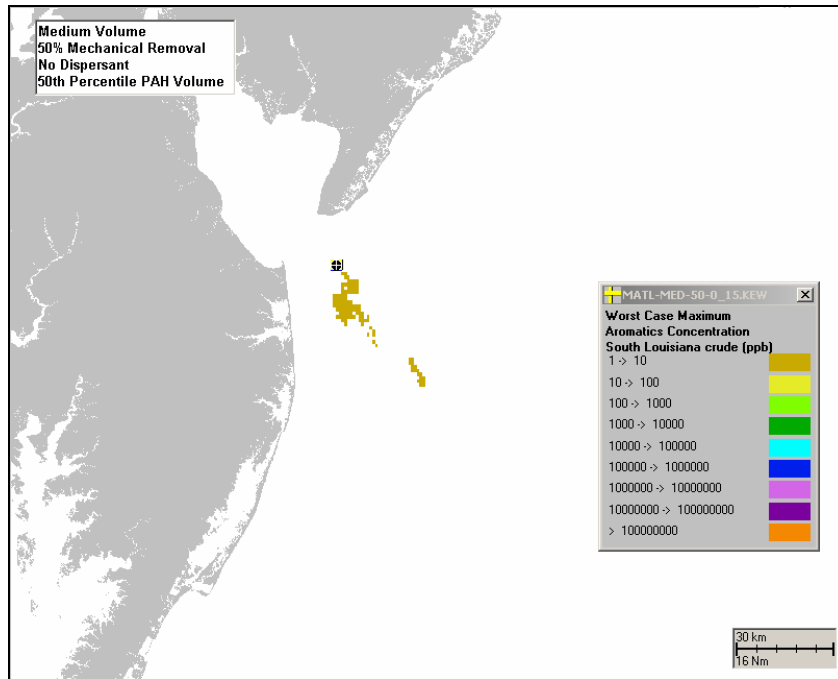 Medium Volume
50% Mechanical Removal
No Dispersant
50th Percentile PAH Volume
MATL-MED-50-0_15.KEW
Worst Case Maximum
Aromatics Concentration
South Louisiana crude (ppb)
1 -> 10
10 -> 100
100 -> 1000
1000 -> 10000
10000 -> 100000
100000 -> 1000000
1000000 -> 10000000
10000000 -> 100000000
> 100000000
30 km
16 Nm